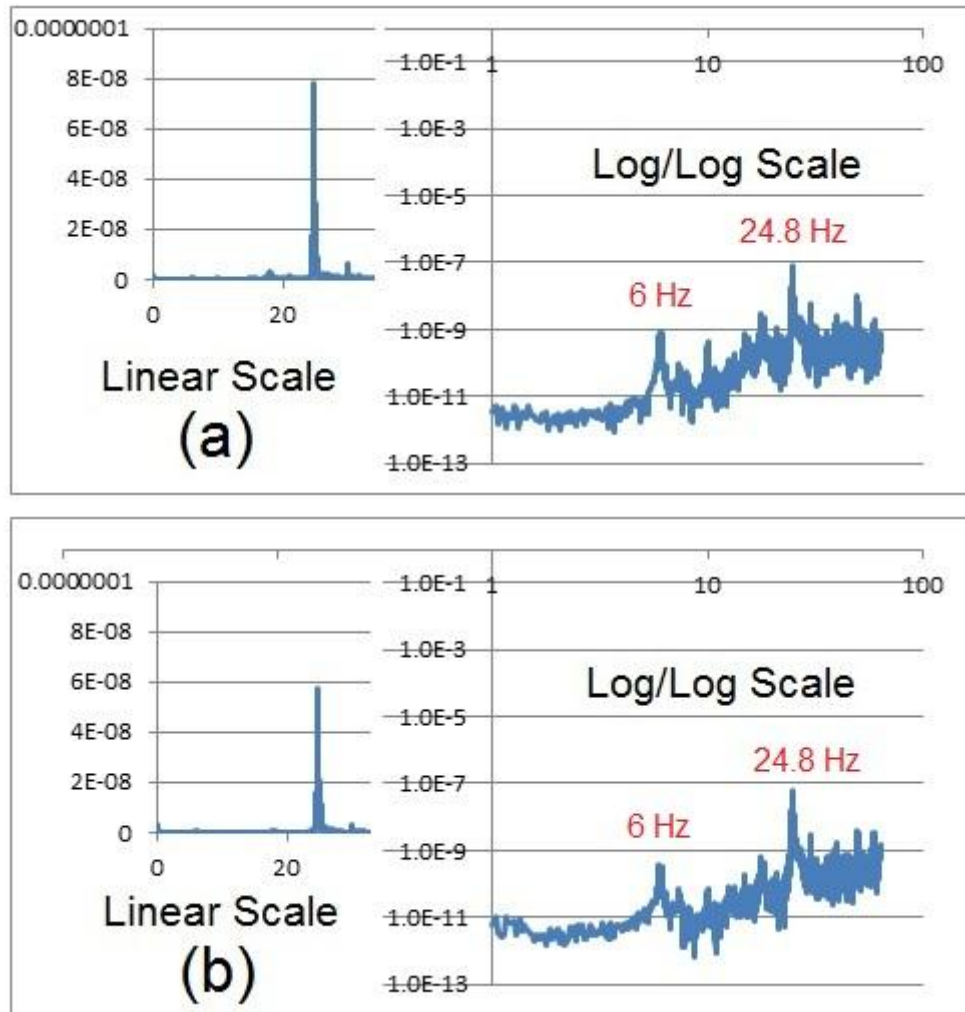 0.0000001
8E-08
6E-08
4E-08
2E-08
0
0 20
Linear Scale
(a)
1.0E-1
1 10 100
1.0E-3
Log/Log Scale
1.0E-5
24.8 Hz
1.0E-7
6 Hz
1.0E-9
1.0E-11
1.0E-13
0.0000001
8E-08
6E-08
4E-08
2E-08
0
0 20
Linear Scale
(b)
1.0E-1
1 10 100
1.0E-3
Log/Log Scale
1.0E-5
24.8 Hz
1.0E-7
6 Hz
1.0E-9
1.0E-11
1.0E-13